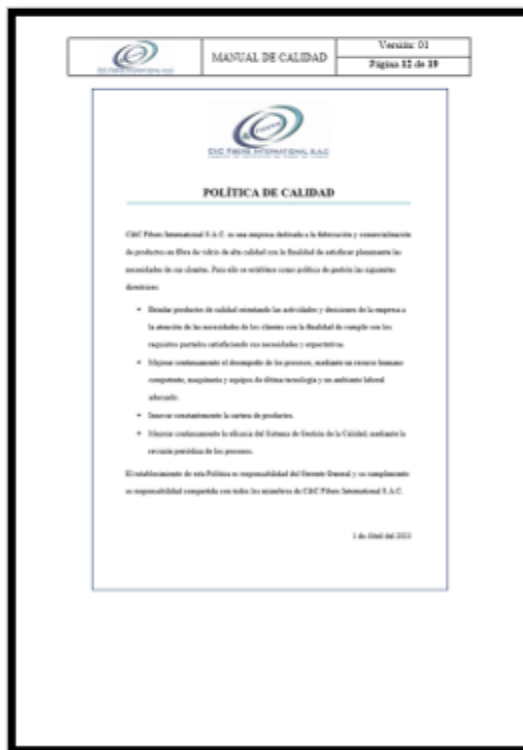 MANUAL DE CALIDAD
Versión: 01
Página 12 de 19
C&C FIBERS INTERNATIONAL S.A.C
POLÍTICA DE CALIDAD
C&C Fibers International S.A.C. es una empresa dedicada a la fabricación y comercialización
de productos en fibra de vidrio de alta calidad con la finalidad de satisfacer plenamente las
necesidades de sus clientes. Para ello se establece como política de gestión las siguientes
directrices:
• Brindar productos de calidad orientando las actividades y decisiones de la empresa a
la atención de las necesidades de los clientes con la finalidad de cumplir con los
requisitos pactados satisfaciendo sus necesidades y expectativas.
• Mejorar continuamente el desempeño de los procesos, mediante un recurso humano
competente, maquinaria y equipos de última tecnología y un ambiente laboral
adecuado.
• Innovar constantemente la cartera de productos.
• Mejorar continuamente la eficacia del Sistema de Gestión de la Calidad, mediante la
revisión periódica de los procesos.
El establecimiento de esta Política es responsabilidad del Gerente General y su cumplimiento
es responsabilidad compartida con todos los miembros de C&C Fibers International S.A.C.
1 de Abril del